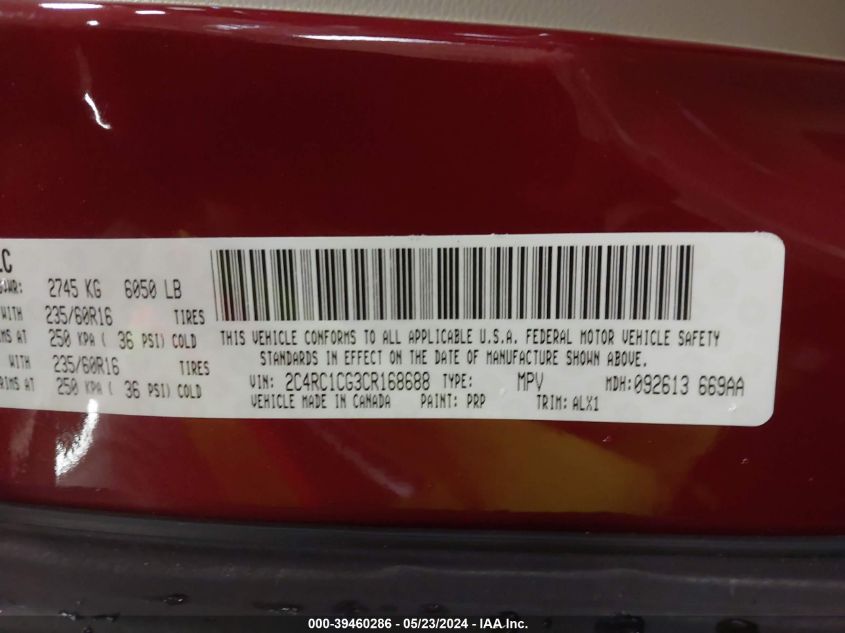 LC
GVWR: 2745 KG 6050 LB
WITH 235/60R16 TIRES
RIMS AT 250 KPA ( 36 PSI) COLD
WITH 235/60R16 TIRES
RIMS AT 250 KPA ( 36 PSI) COLD
THIS VEHICLE CONFORMS TO ALL APPLICABLE U.S.A. FEDERAL MOTOR VEHICLE SAFETY
STANDARDS IN EFFECT ON THE DATE OF MANUFACTURE SHOWN ABOVE.
VIN: 2C4RC1CG3CR168688 TYPE: MPV MDH:092613 669AA
VEHICLE MADE IN CANADA PAINT: PRP TRIM: ALX1
000-39460286 - 05/23/2024 - IAAI Inc.